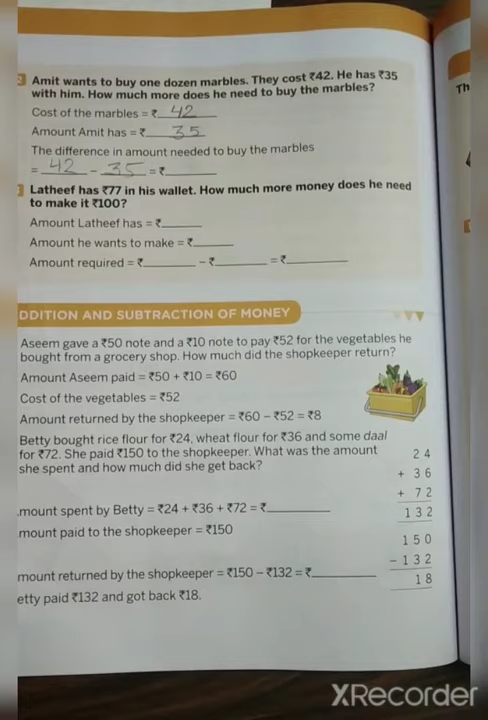 Amit wants to buy one dozen marbles. They cost ₹42. He has ₹35
with him. How much more does he need to buy the marbles?
Cost of the marbles = ₹ 42
Amount Amit has = ₹ 35
The difference in amount needed to buy the marbles
= 42 - 35 = ₹______
Latheef has ₹77 in his wallet. How much more money does he need
to make it ₹100?
Amount Latheef has = ₹______
Amount he wants to make = ₹______
Amount required = ₹______ - ₹______ = ₹______
Th
DDITION AND SUBTRACTION OF MONEY
Aseem gave a ₹50 note and a ₹10 note to pay ₹52 for the vegetables he
bought from a grocery shop. How much did the shopkeeper return?
Amount Aseem paid = ₹50 + ₹10 = ₹60
Cost of the vegetables = ₹52
Amount returned by the shopkeeper = ₹60 - ₹52 = ₹8
Betty bought rice flour for ₹24, wheat flour for ₹36 and some daal
for ₹72. She paid ₹150 to the shopkeeper. What was the amount
she spent and how much did she get back?
mount spent by Betty = ₹24 + ₹36 + ₹72 = ₹______
mount paid to the shopkeeper = ₹150
mount returned by the shopkeeper = ₹150 - ₹132 = ₹______
etty paid ₹132 and got back ₹18.
2 4
+ 3 6
+ 7 2
1 3 2
1 5 0
- 1 3 2
1 8
XRecorder